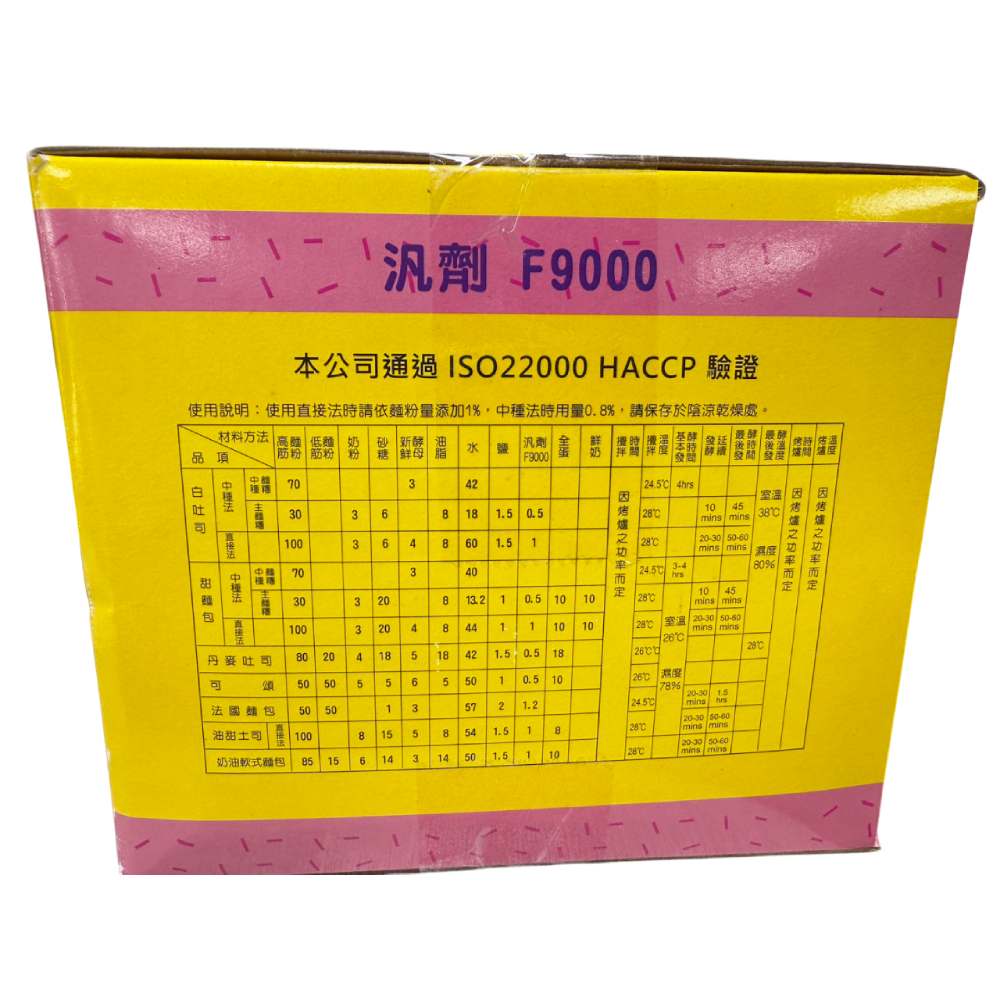 汎劑 F9000
本公司通過 ISO22000 HACCP 驗證
使用說明：使用直接法時請依麵粉量添加1%，中種法時用量0.8%，請保存於陰涼乾燥處。
材料方法 品項 高筋麵粉 低筋麵粉 奶粉 砂糖 新鮮酵母 油脂 水 鹽 汎劑F9000 全蛋 鮮奶 攪拌時間 攪拌溫度 基本發酵時間 延續發酵 最後發酵時間 最後發酵溫度 烤爐時間 烤爐溫度
白吐司 中種法 中種麵糰 70 3 42 24.5℃ 4hrs
主麵糰 30 3 6 8 18 1.5 0.5 28℃ 10 mins 45 mins
直接法 100 3 6 4 8 60 1.5 1 28℃ 20-30 mins 50-60 mins
甜麵包 中種法 中種麵糰 70 3 40 24.5℃ 3-4 hrs
主麵糰 30 3 20 8 13.2 1 0.5 10 10 28℃ 10 mins 45 mins
直接法 100 3 20 4 8 44 1 1 10 10 28℃ 20-30 mins 50-60 mins
丹麥吐司 80 20 4 18 5 18 42 1.5 0.5 18 26℃℃ 28℃
可頌 50 50 5 5 6 5 50 1 0.5 10 26℃
法國麵包 50 50 1 3 57 2 1.2 24.5℃ 20-30 mins 1.5 hrs
油甜土司 直接法 100 8 15 5 8 54 1.5 1 8 28℃ 20-30 mins 50-60 mins
奶油軟式麵包 85 15 6 14 3 14 50 1.5 1 10 28℃ 20-30 mins 50-60 mins
因烤爐之功率而定
室溫 26℃ 濕度 78%
室溫 38℃ 濕度 80%
因烤爐之功率而定
因烤爐之功率而定